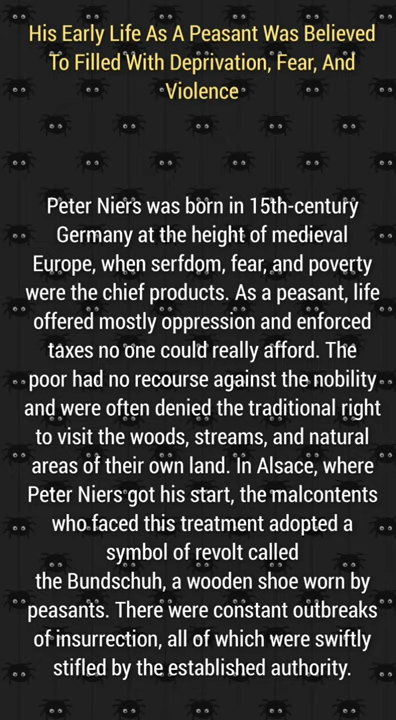 His Early Life As A Peasant Was Believed
To Filled With Deprivation, Fear, And
Violence
Peter Niers was born in 15th-century
Germany at the height of medieval
Europe, when serfdom, fear, and poverty
were the chief products. As a peasant, life
offered mostly oppression and enforced
taxes no one could really afford. The
poor had no recourse against the nobility
and were often denied the traditional right
to visit the woods, streams, and natural
areas of their own land. In Alsace, where
Peter Niers got his start, the malcontents
who faced this treatment adopted a
symbol of revolt called
the Bundschuh, a wooden shoe worn by
peasants. There were constant outbreaks
of insurrection, all of which were swiftly
stifled by the established authority.